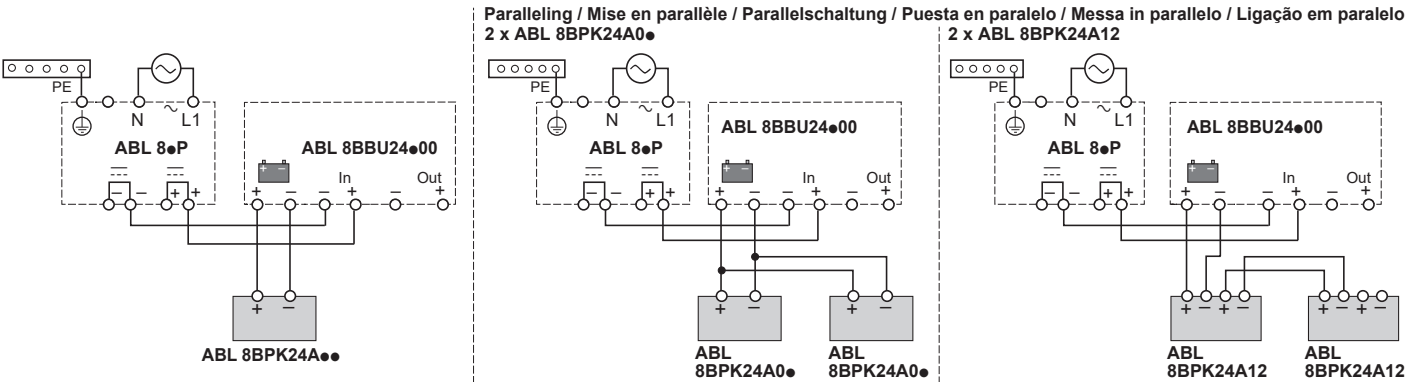 Paralleling / Mise en parallèle / Parallelschaltung / Puesta en paralelo / Messa in parallelo / Ligação em paralelo
2 x ABL 8BPK24A0●
2 x ABL 8BPK24A12
PE
N ~ L1
ABL 8●P
ABL 8BBU24●00
+ −
In
Out
− − + +
+ − − + − +
+ −
ABL 8BPK24A●●
PE
N ~ L1
ABL 8●P
ABL 8BBU24●00
+ −
In
Out
− − + +
+ − − + − +
+ −
+ −
ABL
8BPK24A0●
ABL
8BPK24A0●
PE
N ~ L1
ABL 8●P
ABL 8BBU24●00
+ −
In
Out
− − + +
+ − − + − +
+ − + −
+ − + −
ABL
8BPK24A12
ABL
8BPK24A12